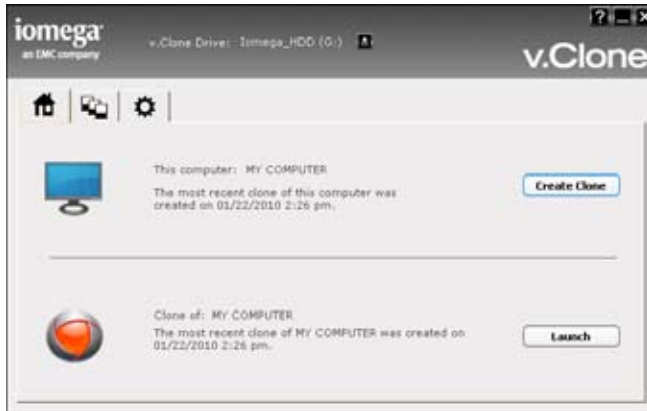 iomega
an EMC company
v.Clone Drive: Iomega_HDD (G:)
? _ X
v.Clone
This computer: MY COMPUTER
The most recent clone of this computer was
created on 01/22/2010 2:26 pm.
Create Clone
Clone of: MY COMPUTER
The most recent clone of MY COMPUTER was created on
01/22/2010 2:26 pm.
Launch